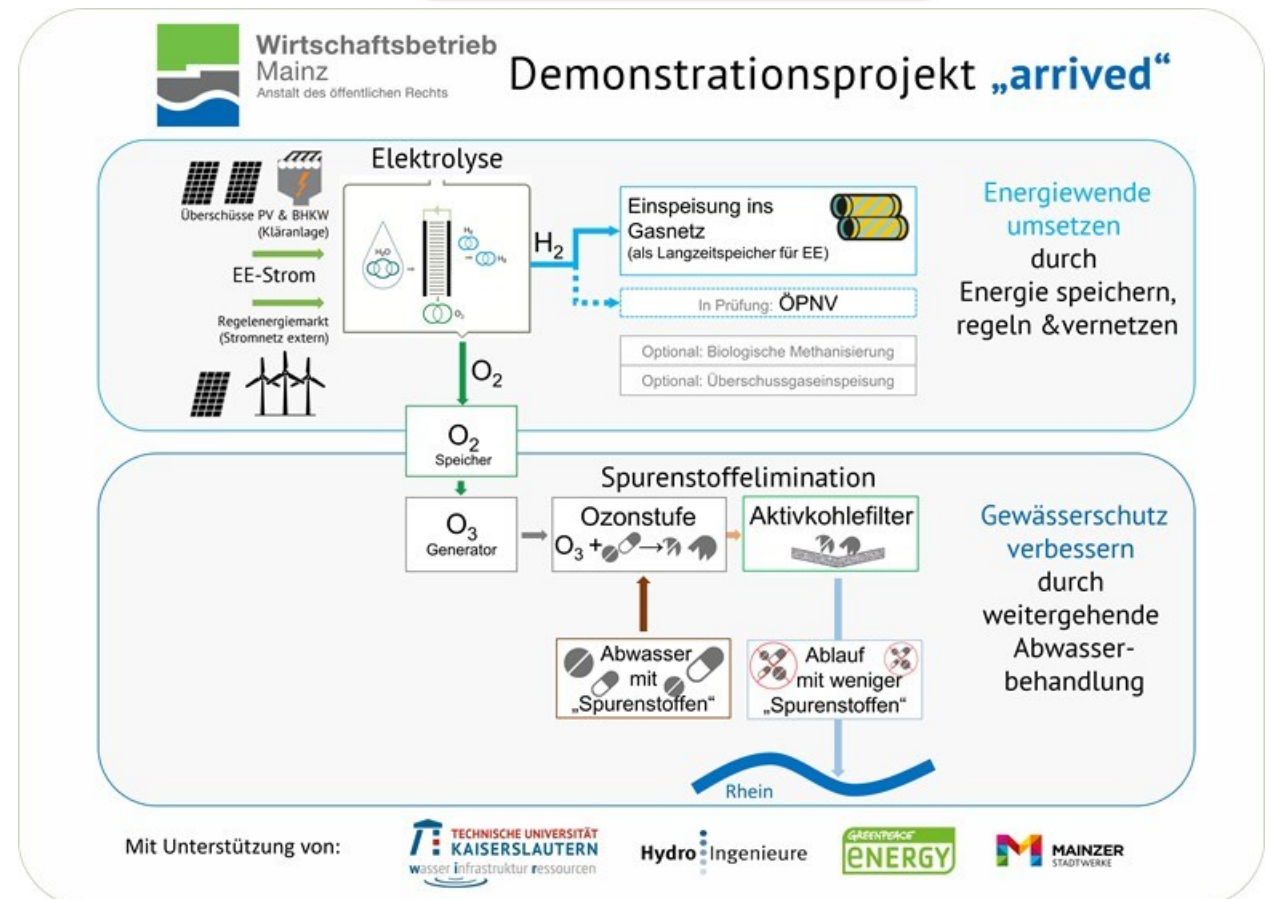 Wirtschaftsbetrieb
Mainz
Anstalt des öffentlichen Rechts
Demonstrationsprojekt „arrived“
Elektrolyse
Überschüsse PV & BHKW
(Kläranlage)
EE-Strom
Regelenergiemarkt
(Stromnetz extern)
H₂O
H₂
H₂
O₂
H₂
O₂
Einspeisung ins
Gasnetz
(als Langzeitspeicher für EE)
In Prüfung: ÖPNV
Optional: Biologische Methanisierung
Optional: Überschussgaseinspeisung
Energiewende
umsetzen
durch
Energie speichern,
regeln &vernetzen
O₂
Speicher
Spurenstoffelimination
O₃
Generator
Ozonstufe
O₃ + →
Aktivkohlefilter
Abwasser
mit
„Spurenstoffen“
Ablauf
mit weniger
„Spurenstoffen“
Rhein
Gewässerschutz
verbessern
durch
weitergehende
Abwasser-
behandlung
Mit Unterstützung von:
TECHNISCHE UNIVERSITÄT
KAISERSLAUTERN
wasser infrastruktur ressourcen
Hydro Ingenieure
GREENPEACE
ENERGY
MAINZER
STADTWERKE